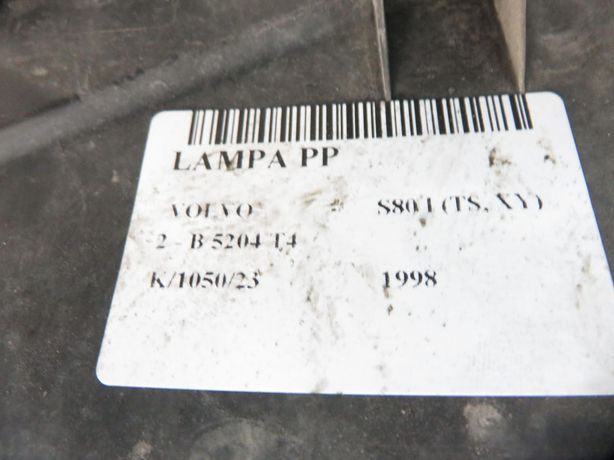 LAMPA PP
VOLVO S80 I (TS, XY)
2 - B 5204 T4
K/1050/23 1998